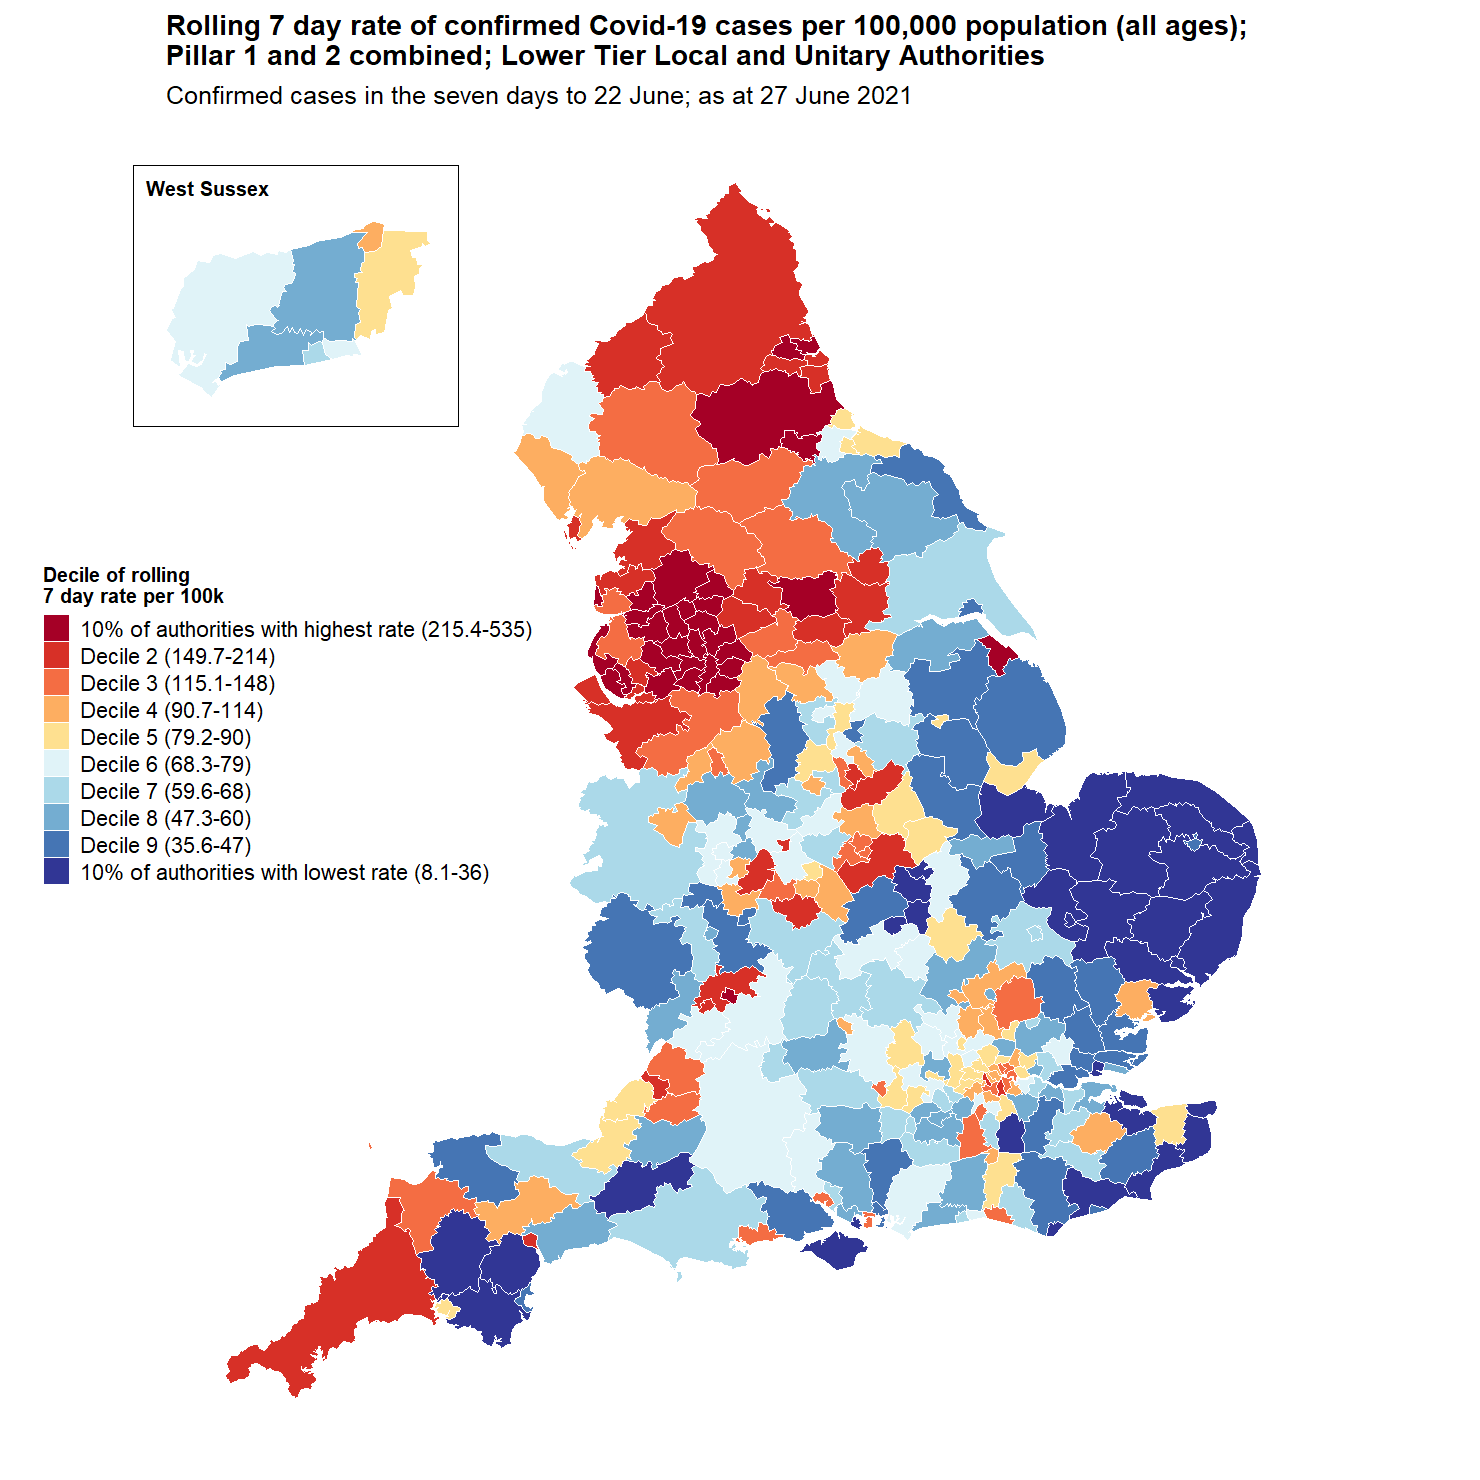 Rolling 7 day rate of confirmed Covid-19 cases per 100,000 population (all ages);
Pillar 1 and 2 combined; Lower Tier Local and Unitary Authorities
Confirmed cases in the seven days to 22 June; as at 27 June 2021
West Sussex
Decile of rolling
7 day rate per 100k
10% of authorities with highest rate (215.4-535)
Decile 2 (149.7-214)
Decile 3 (115.1-148)
Decile 4 (90.7-114)
Decile 5 (79.2-90)
Decile 6 (68.3-79)
Decile 7 (59.6-68)
Decile 8 (47.3-60)
Decile 9 (35.6-47)
10% of authorities with lowest rate (8.1-36)